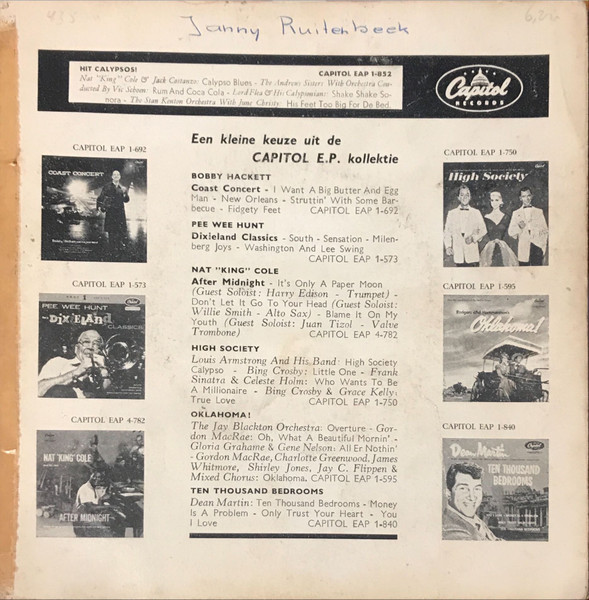 435
Janny Ruitenbeek
HIT CALYPSOS! CAPITOL EAP 1-852
Nat "King" Cole & Jack Costanzo: Calypso Blues - The Andrews Sisters With Orchestra Con-
ducted By Vic Schoen: Rum And Coca Cola - Lord Flea & His Calypsonians: Shake Shake So-
nora - The Stan Kenton Orchestra With June Christy: His Feet Too Big For De Bed.
Capitol
RECORDS
Een kleine keuze uit de
CAPITOL E.P. kollektie
CAPITOL EAP 1-692
COAST CONCERT
CAPITOL EAP 1-573
PEE WEE HUNT
DIXIELAND
CLASSICS
CAPITOL EAP 4-782
NAT 'KING' COLE
AFTER MIDNIGHT
BOBBY HACKETT
Coast Concert - I Want A Big Butter And Egg
Man - New Orleans - Struttin' With Some Bar-
becue - Fidgety Feet CAPITOL EAP 1-692
PEE WEE HUNT
Dixieland Classics - South - Sensation - Milen-
berg Joys - Washington And Lee Swing
CAPITOL EAP 1-573
NAT "KING" COLE
After Midnight - It's Only A Paper Moon
(Guest Soloist: Harry Edison - Trumpet) -
Don't Let It Go To Your Head (Guest Soloist:
Willie Smith - Alto Sax) - Blame It On My
Youth (Guest Soloist: Juan Tizol - Valve
Trombone) CAPITOL EAP 4-782
HIGH SOCIETY
Louis Armstrong And His Band: High Society
Calypso - Bing Crosby: Little One - Frank
Sinatra & Celeste Holm: Who Wants To Be
A Millionaire - Bing Crosby & Grace Kelly:
True Love CAPITOL EAP 1-750
OKLAHOMA!
The Jay Blackton Orchestra: Overture - Gor-
don MacRae: Oh, What A Beautiful Mornin' -
Gloria Grahame & Gene Nelson: All Er Nothin'
- Gordon MacRae, Charlotte Greenwood, James
Whitmore, Shirley Jones, Jay C. Flippen &
Mixed Chorus: Oklahoma. CAPITOL EAP 1-595
TEN THOUSAND BEDROOMS
Dean Martin: Ten Thousand Bedrooms - Money
Is A Problem - Only Trust Your Heart - You
I Love CAPITOL EAP 1-840
CAPITOL EAP 1-750
High Society
CAPITOL EAP 1-595
Oklahoma!
CAPITOL EAP 1-840
Dean Martin
TEN THOUSAND
BEDROOMS